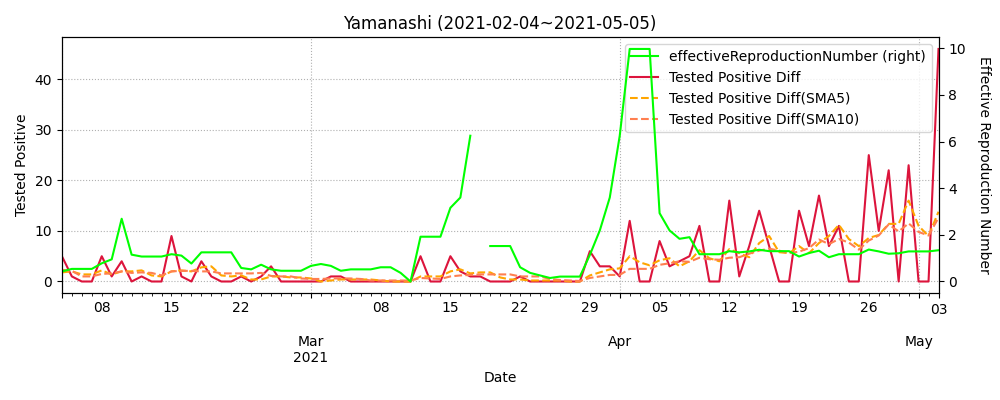 Yamanashi (2021-02-04~2021-05-05)
effectiveReproductionNumber (right)
Tested Positive Diff
Tested Positive Diff(SMA5)
Tested Positive Diff(SMA10)
Tested Positive
40
30
20
10
0
Effective Reproduction Number
10
8
6
4
2
0
08 15 22 08 15 22 29 05 12 19 26 03
Mar Apr May
2021
Date